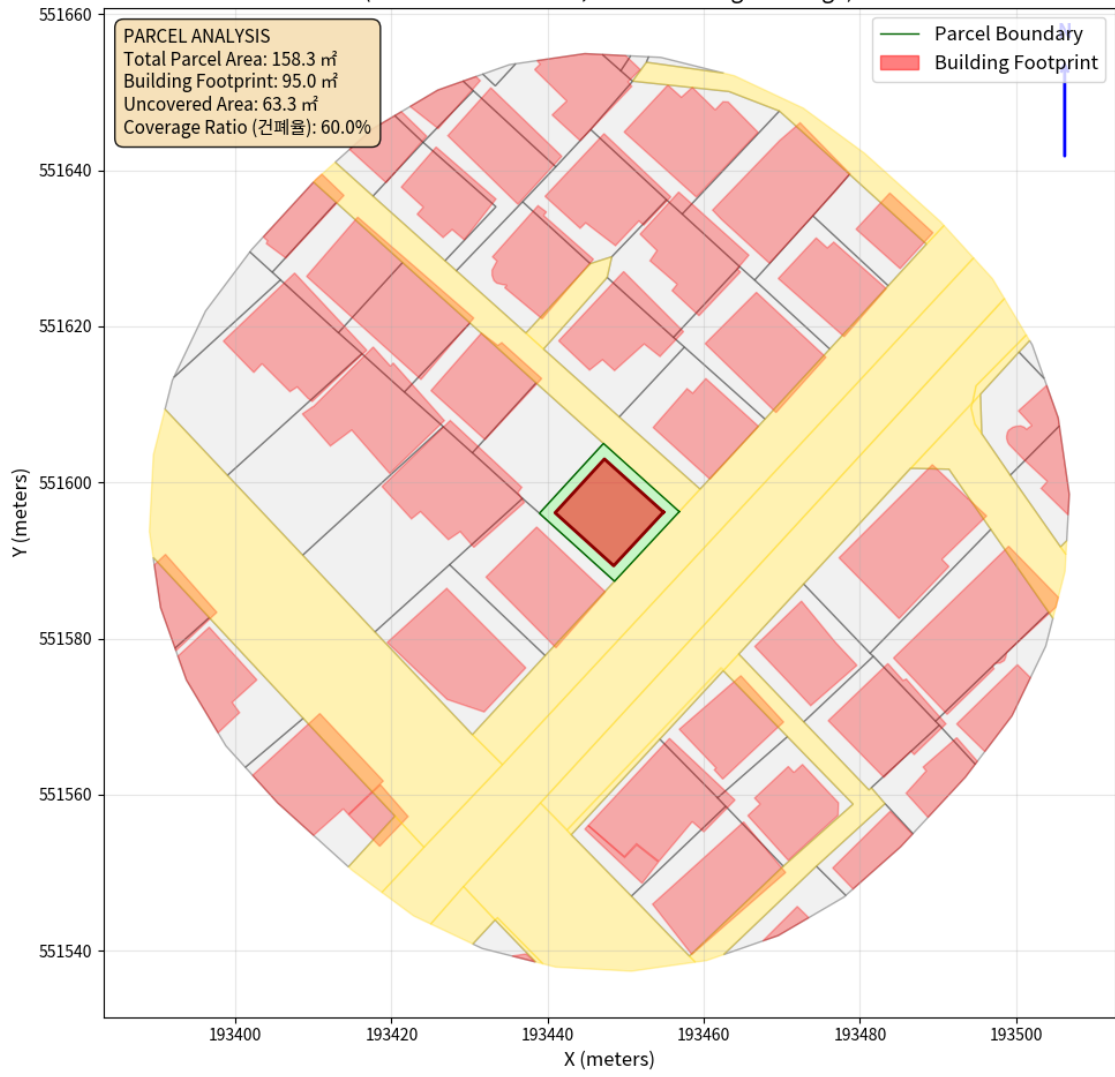 551660
551640
551620
551600
551580
551560
551540
Y (meters)
PARCEL ANALYSIS
Total Parcel Area: 158.3 ㎡
Building Footprint: 95.0 ㎡
Uncovered Area: 63.3 ㎡
Coverage Ratio (건폐율): 60.0%
Parcel Boundary
Building Footprint
N
193400 193420 193440 193460 193480 193500
X (meters)